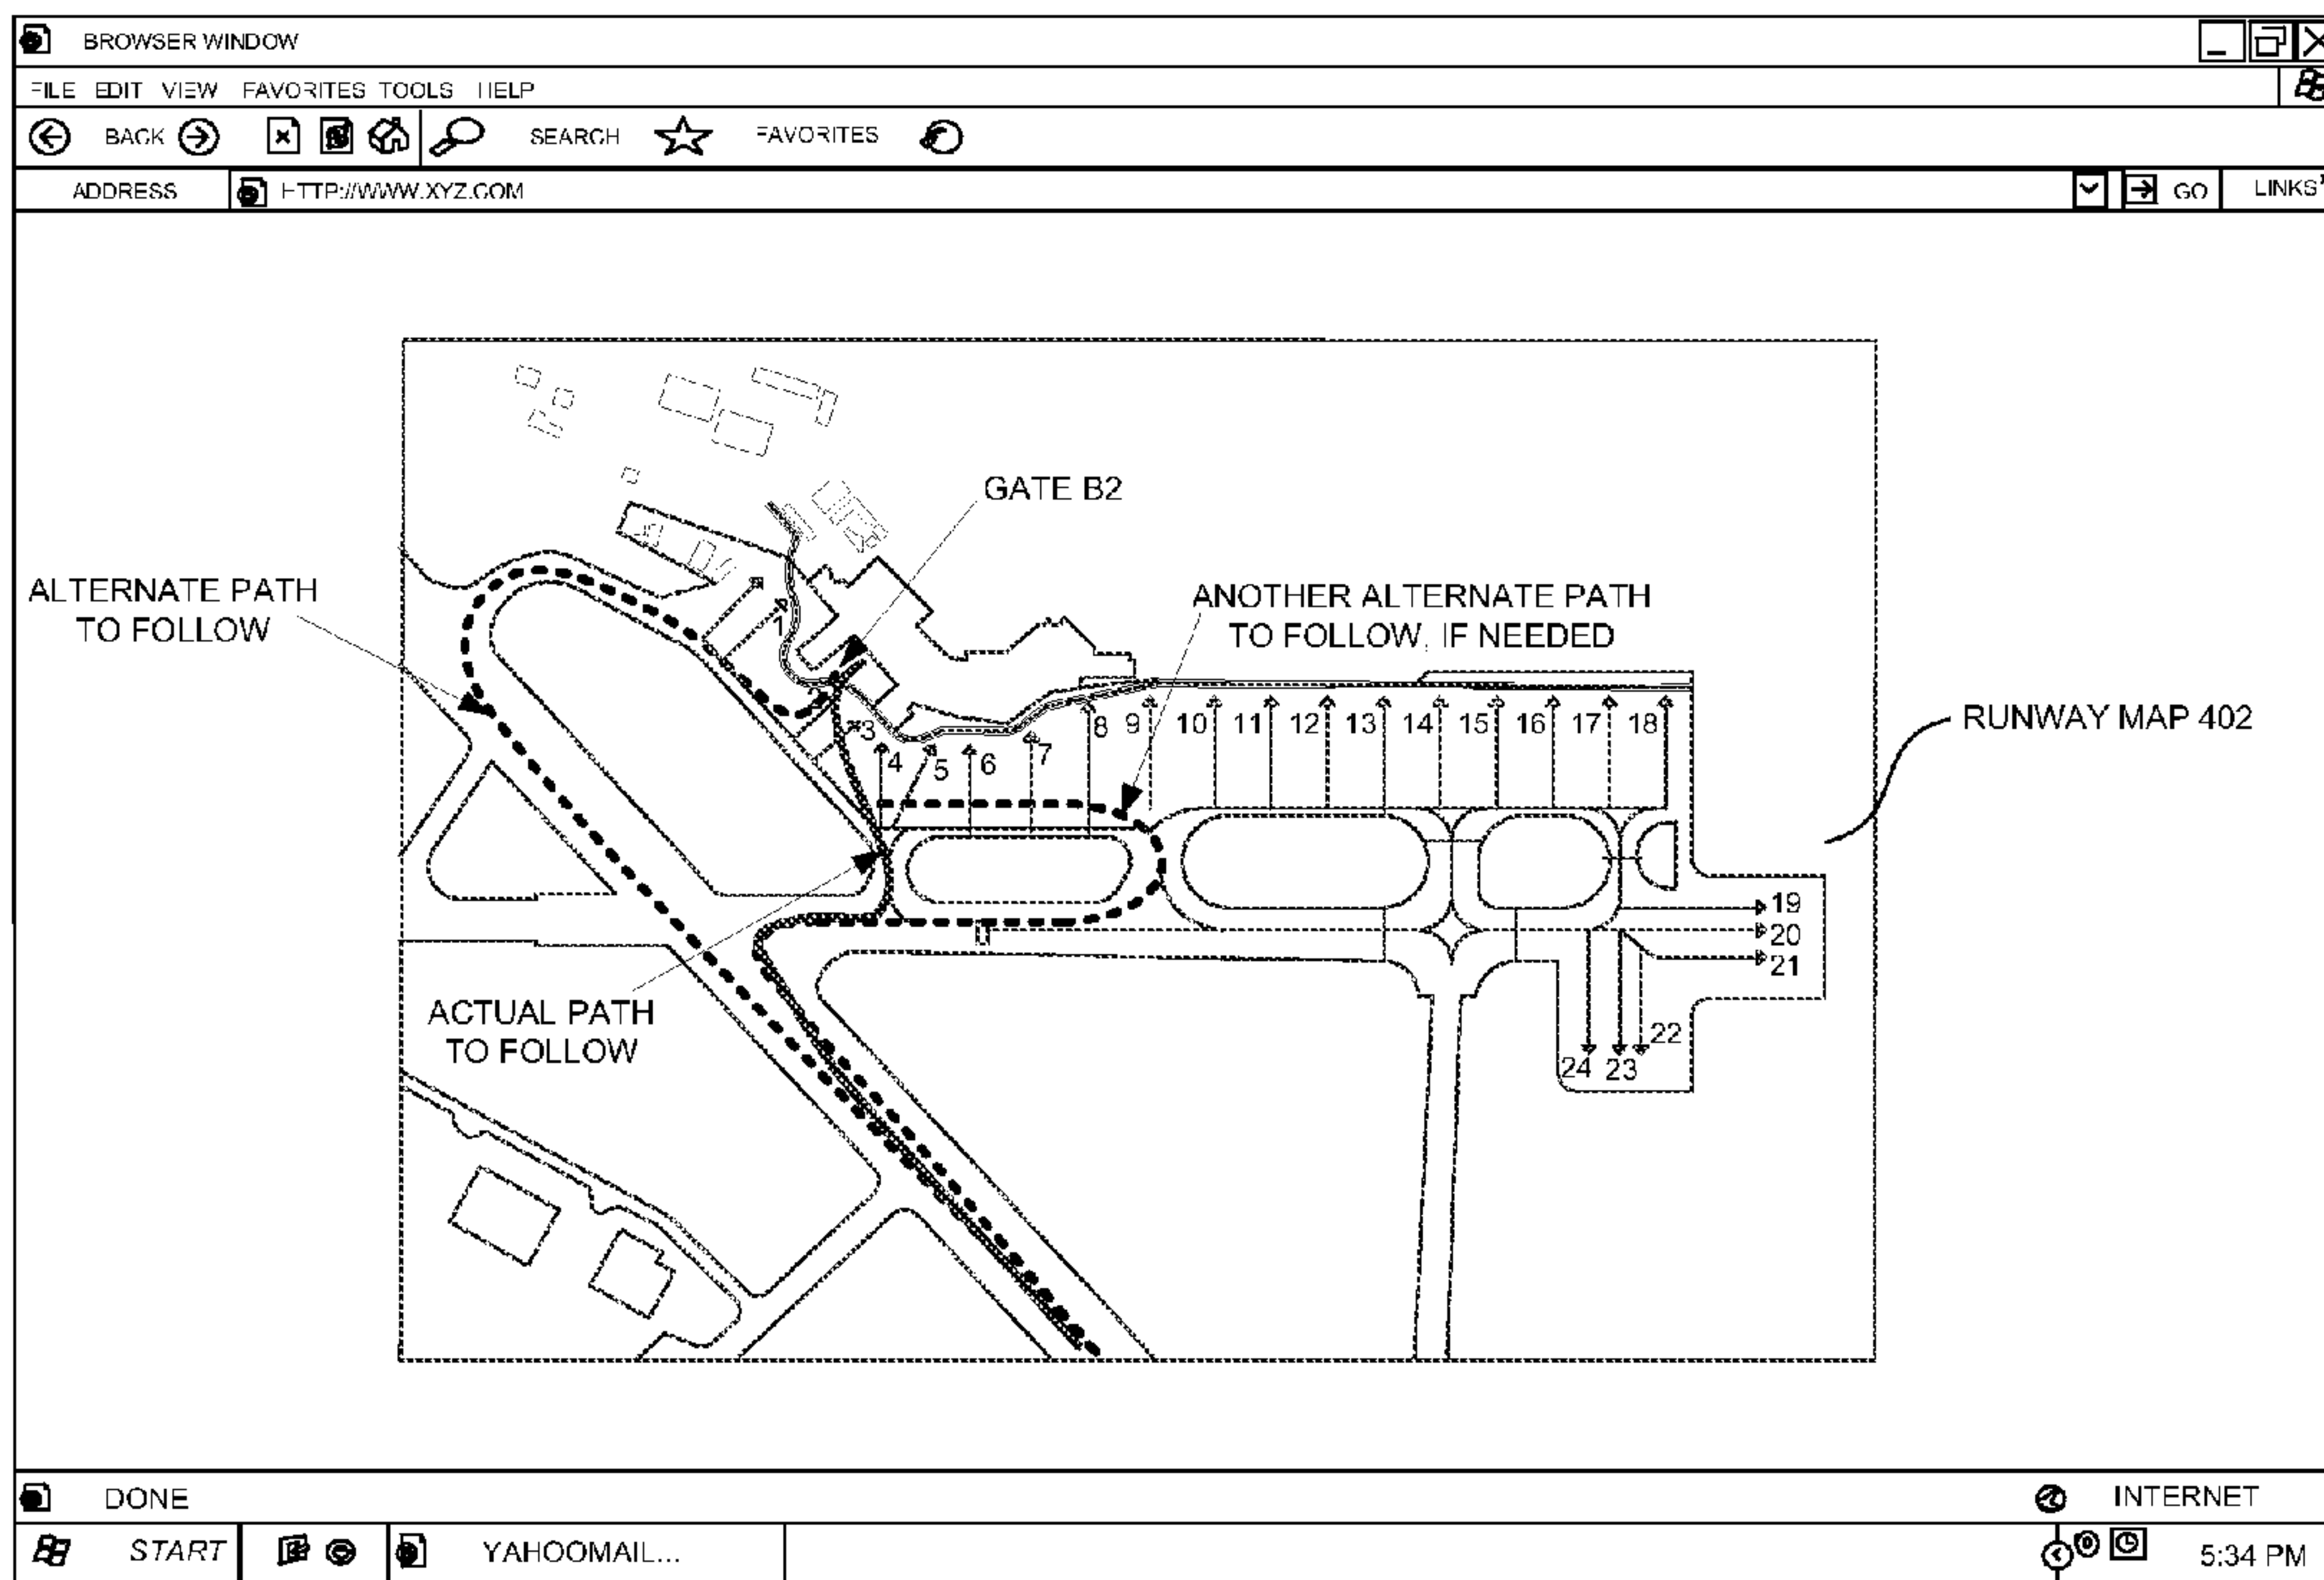 BROWSER WINDOW
FILE EDIT VIEW FAVORITES TOOLS HELP
BACK SEARCH FAVORITES
ADDRESS HTTP://WWW.XYZ.COM GO LINKS
GATE B2
ALTERNATE PATH
TO FOLLOW
ANOTHER ALTERNATE PATH
TO FOLLOW, IF NEEDED
RUNWAY MAP 402
1
2
3
4
5
6
7
8
9
10
11
12
13
14
15
16
17
18
19
20
21
22
23
24
ACTUAL PATH
TO FOLLOW
DONE INTERNET
START YAHOOMAIL... 5:34 PM